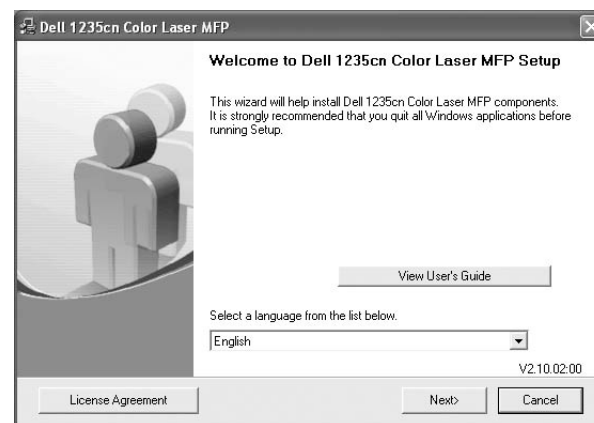 Dell 1235cn Color Laser MFP
Welcome to Dell 1235cn Color Laser MFP Setup
This wizard will help install Dell 1235cn Color Laser MFP components.
It is strongly recommended that you quit all Windows applications before
running Setup.
View User's Guide
Select a language from the list below.
English
V2.10.02:00
License Agreement
Next>
Cancel